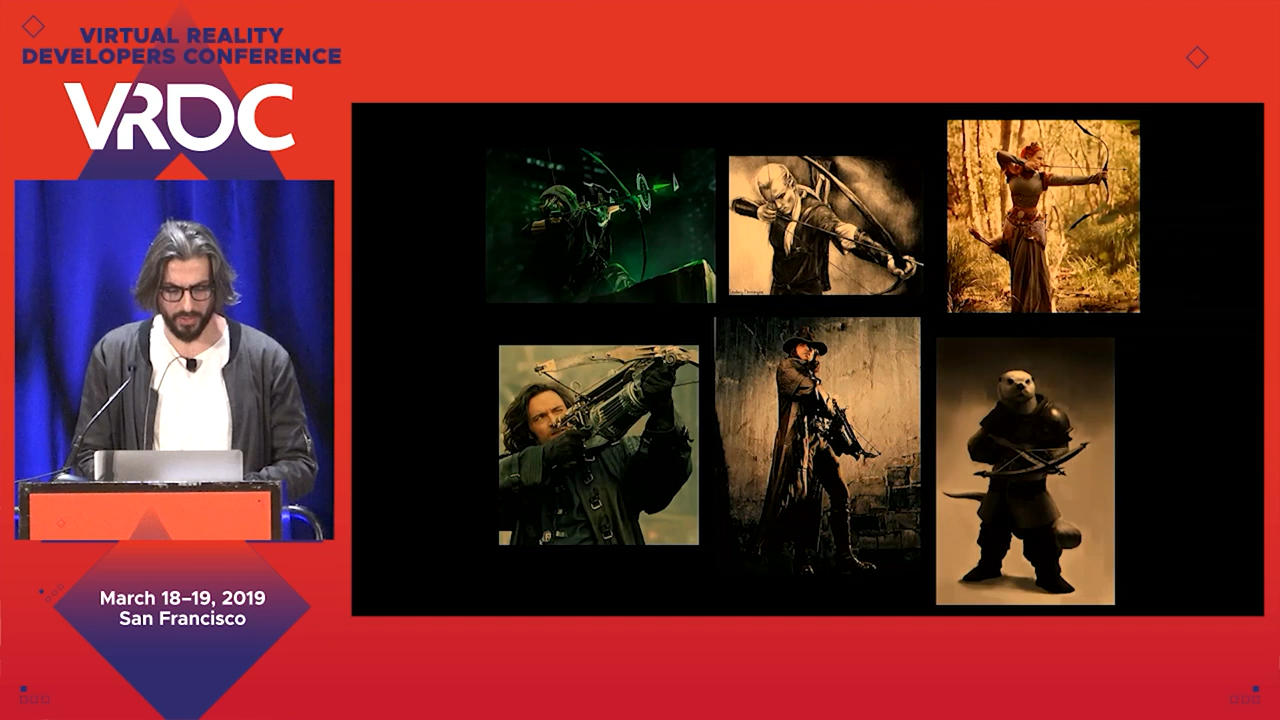 VIRTUAL REALITY
DEVELOPERS CONFERENCE
VRDC
March 18–19, 2019
San Francisco